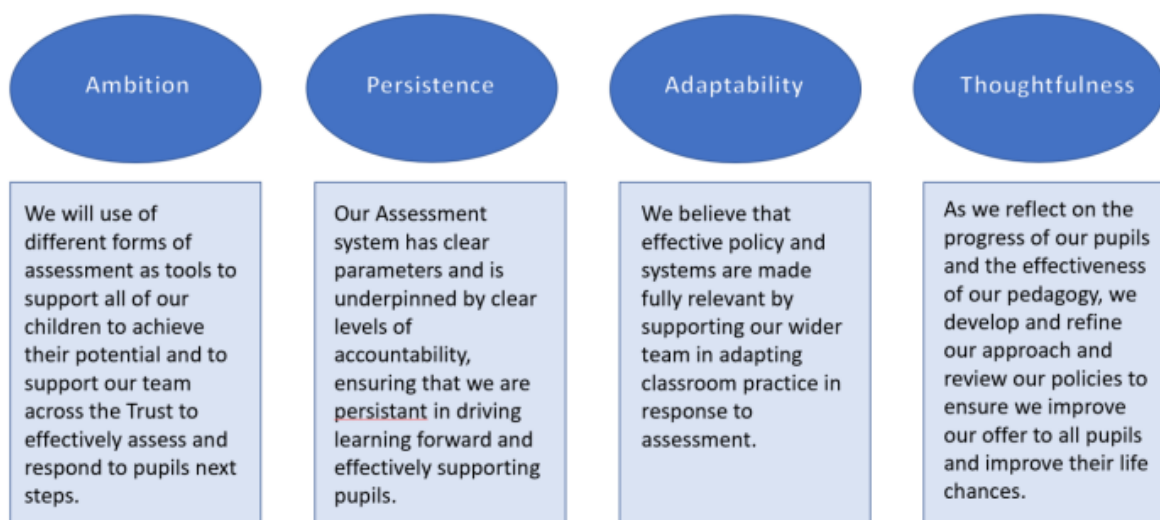 Ambition
Persistence
Adaptability
Thoughtfulness
We will use of
different forms of
assessment as tools to
support all of our
children to achieve
their potential and to
support our team
across the Trust to
effectively assess and
respond to pupils next
steps.
Our Assessment
system has clear
parameters and is
underpinned by clear
levels of
accountability,
ensuring that we are
persistant in driving
learning forward and
effectively supporting
pupils.
We believe that
effective policy and
systems are made
fully relevant by
supporting our wider
team in adapting
classroom practice in
response to
assessment.
As we reflect on the
progress of our pupils
and the effectiveness
of our pedagogy, we
develop and refine
our approach and
review our policies to
ensure we improve
our offer to all pupils
and improve their life
chances.